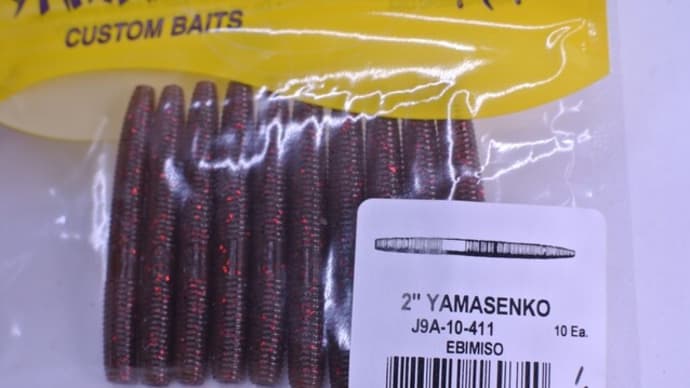 CUSTOM BAITS
2" YAMASENKO
J9A-10-411 10 Ea.
EBIMISO